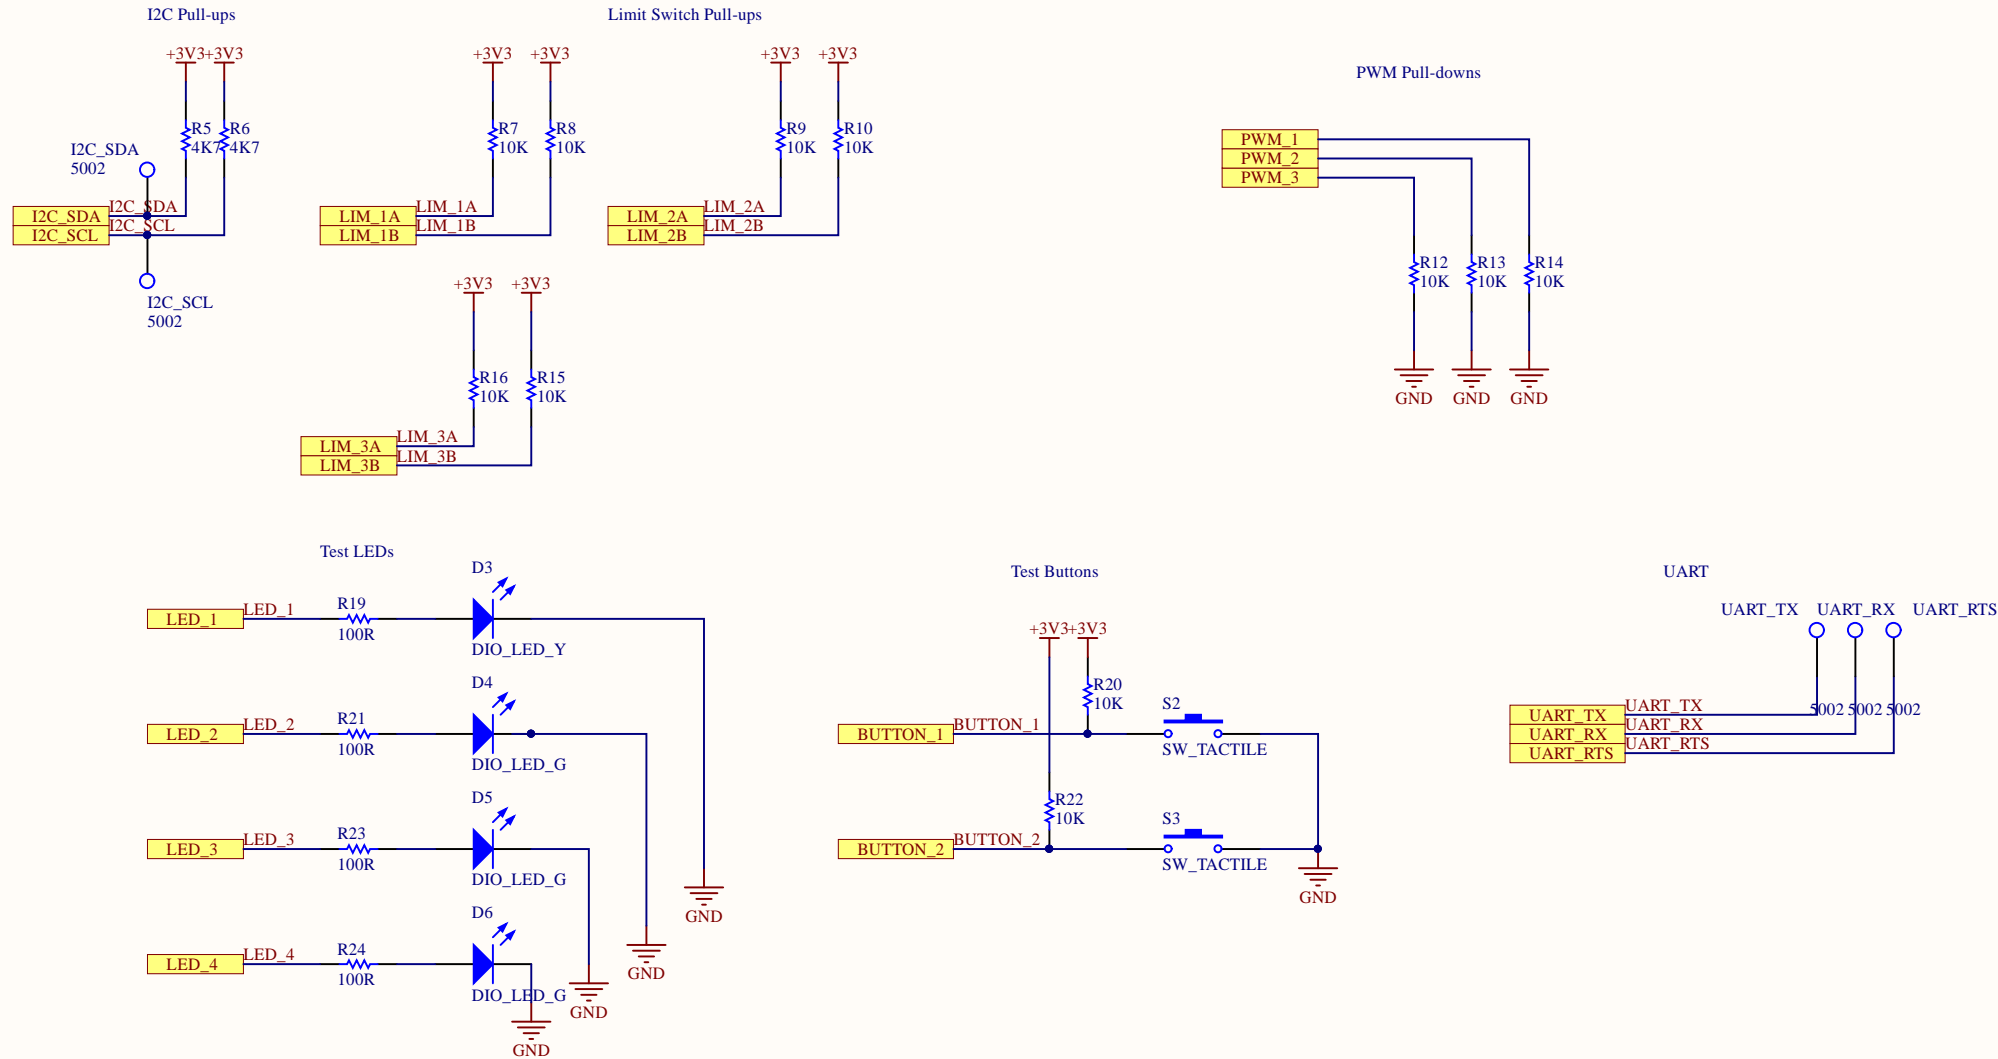 I2C Pull-ups
+3V3 +3V3
R5
4K7
R6
4K7
I2C_SDA
5002
I2C_SDA I2C_SDA
I2C_SCL I2C_SCL
I2C_SCL
5002
Limit Switch Pull-ups
+3V3 +3V3
R7
10K
R8
10K
LIM_1A LIM_1A
LIM_1B LIM_1B
+3V3 +3V3
R9
10K
R10
10K
LIM_2A LIM_2A
LIM_2B LIM_2B
+3V3 +3V3
R16
10K
R15
10K
LIM_3A LIM_3A
LIM_3B LIM_3B
PWM Pull-downs
PWM_1
PWM_2
PWM_3
R12
10K
R13
10K
R14
10K
GND GND GND
Test LEDs
LED_1 LED_1
R19
100R
D3
DIO_LED_Y
LED_2 LED_2
R21
100R
D4
DIO_LED_G
LED_3 LED_3
R23
100R
D5
DIO_LED_G
LED_4 LED_4
R24
100R
D6
DIO_LED_G
GND
GND
GND
GND
Test Buttons
+3V3 +3V3
R20
10K
BUTTON_1 BUTTON_1
S2
SW_TACTILE
R22
10K
BUTTON_2 BUTTON_2
S3
SW_TACTILE
GND
UART
UART_TX UART_RX UART_RTS
5002 5002 5002
UART_TX UART_TX
UART_RX UART_RX
UART_RTS UART_RTS